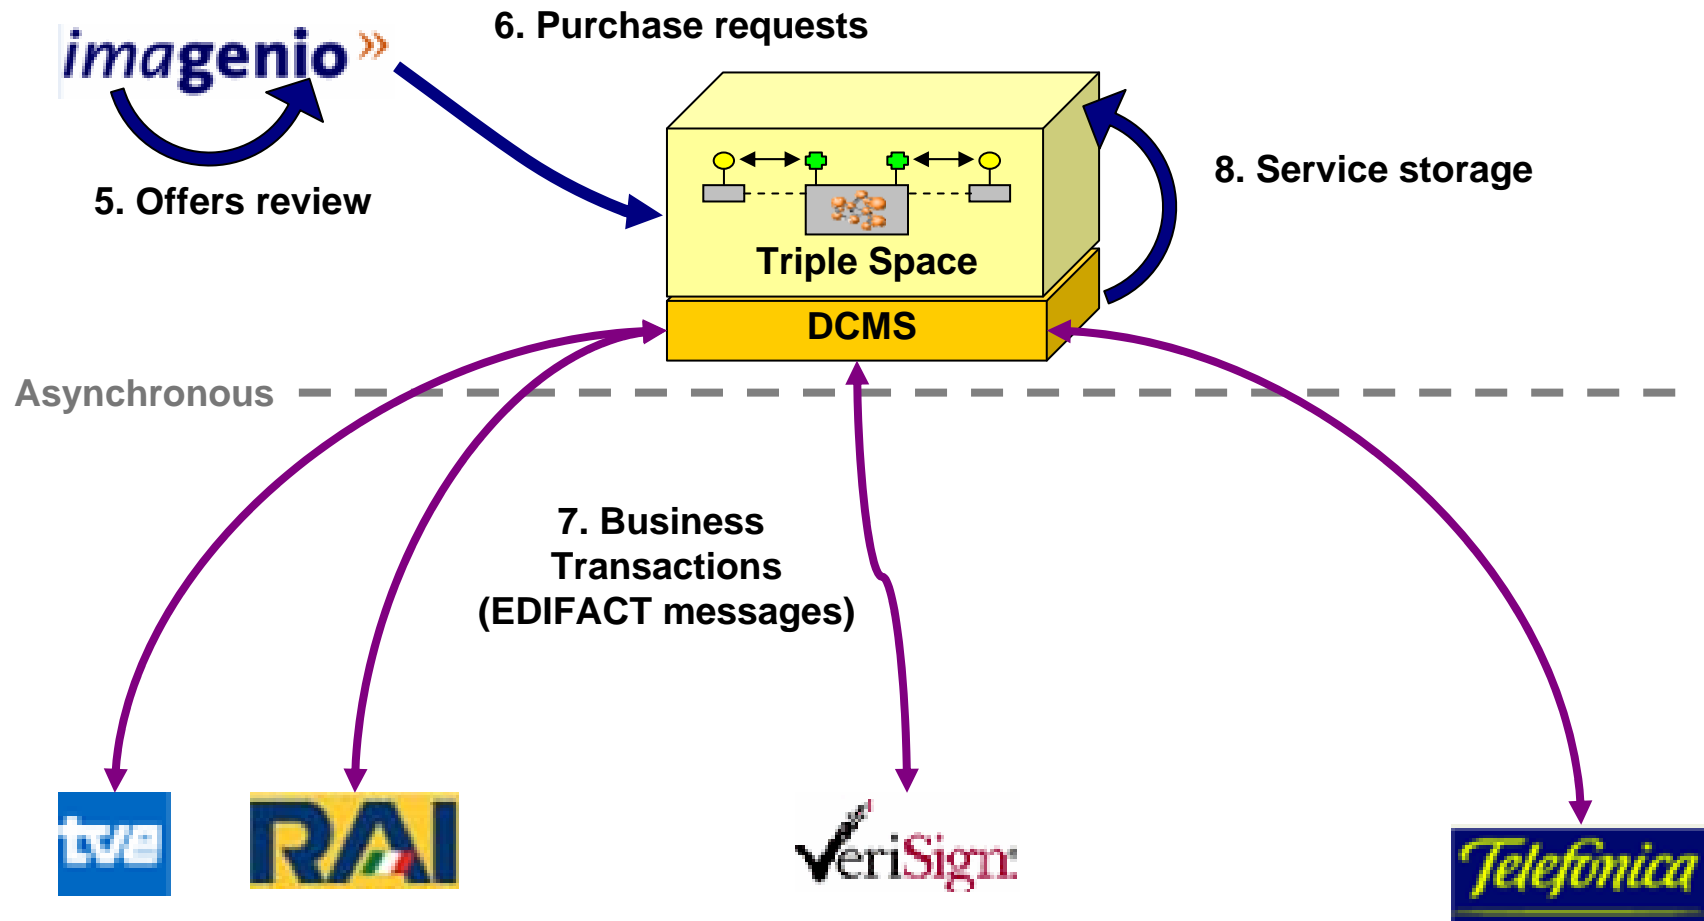 6. Purchase requests
imagenio »
5. Offers review
8. Service storage
Triple Space
DCMS
Asynchronous
7. Business
Transactions
(EDIFACT messages)
tve
RAI
VeriSign
Telefónica